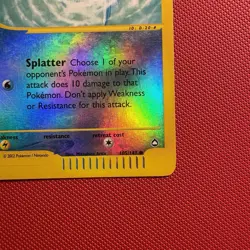 Splatter Choose 1 of your
opponent's Pokémon in play. This
attack does 10 damage to that
Pokémon. Don't apply Weakness
or Resistance for this attack.
resistance retreat cost
© 2002 Pokémon / Nintendo